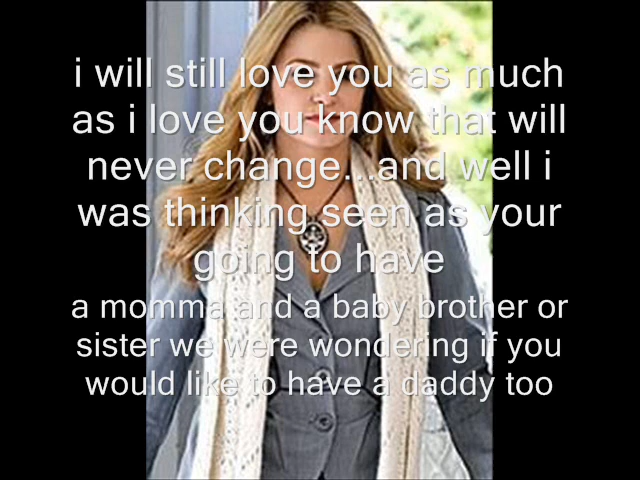 i will still love you as much
as i love you know that will
never change...and well i
was thinking seen as your
going to have
a momma and a baby brother or
sister we were wondering if you
would like to have a daddy too